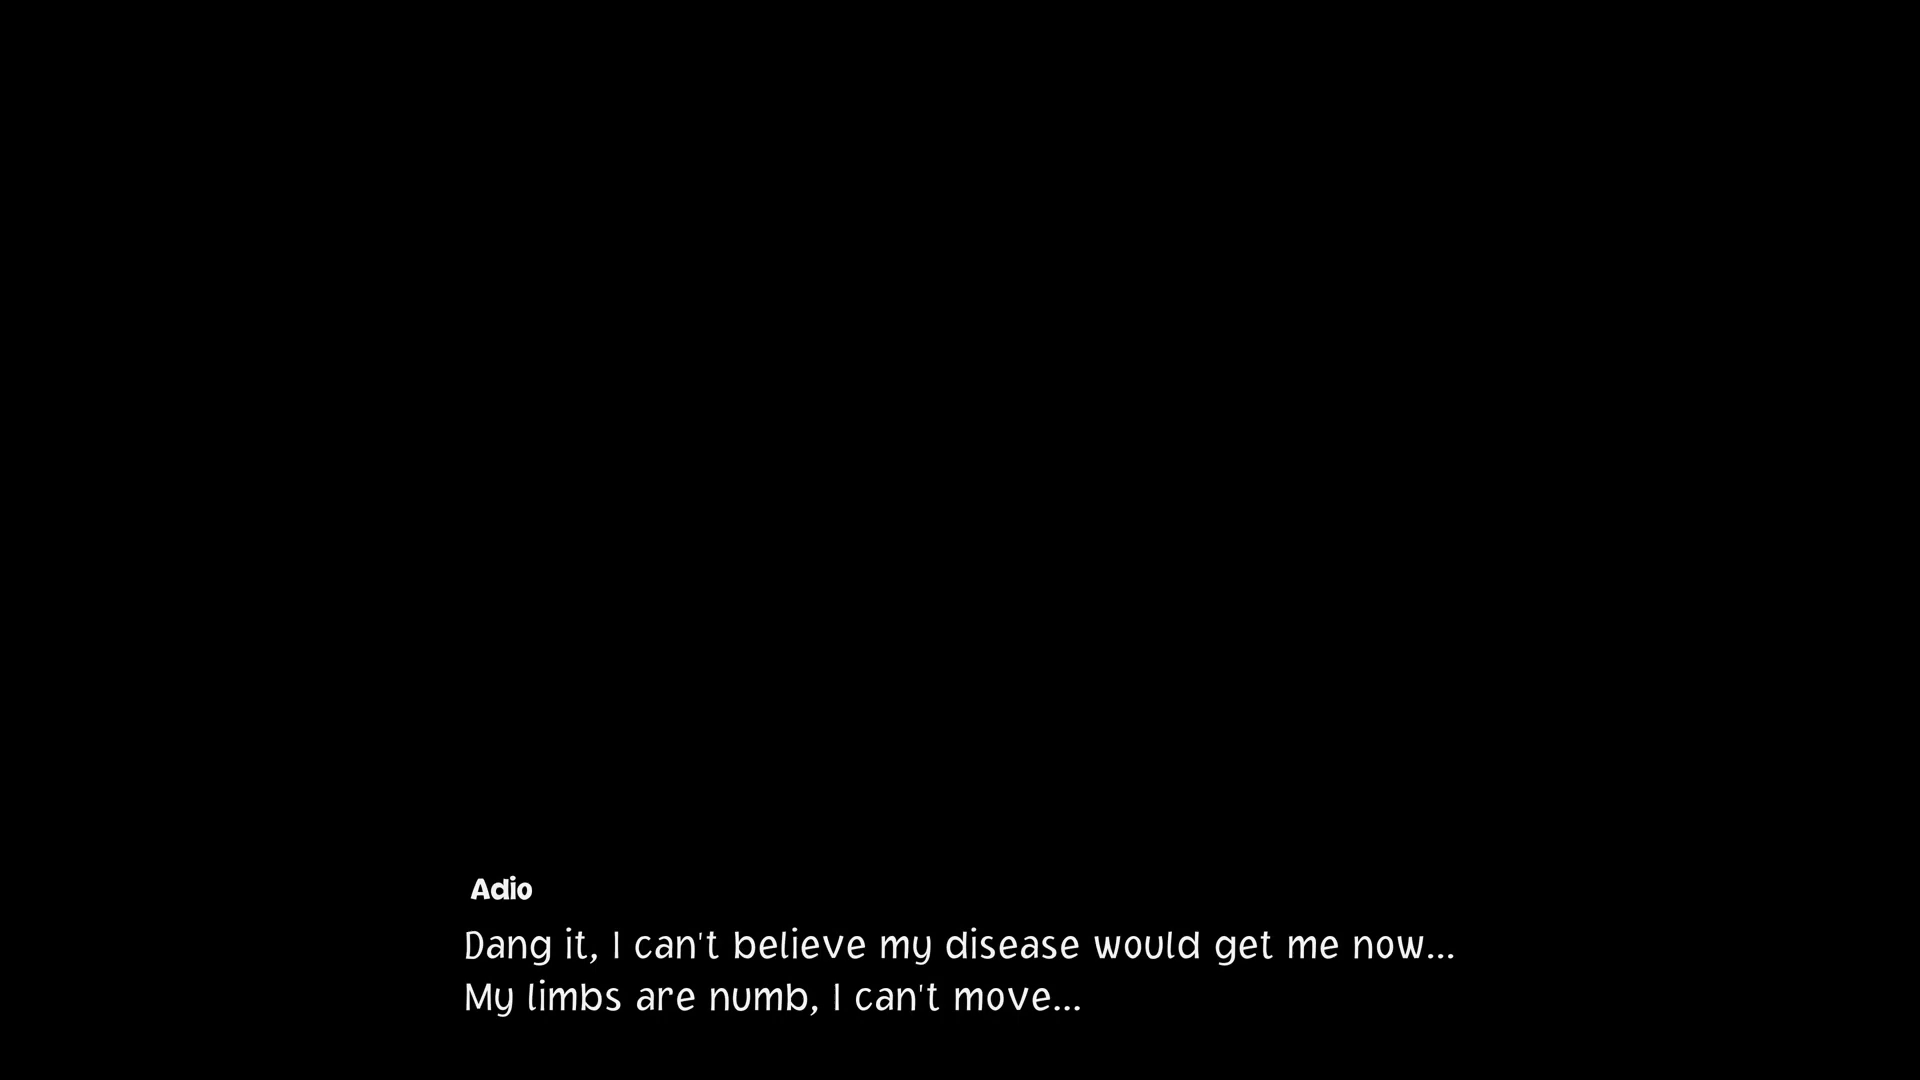 Adio
Dang it, I can't believe my disease would get me now...
My limbs are numb, I can't move...